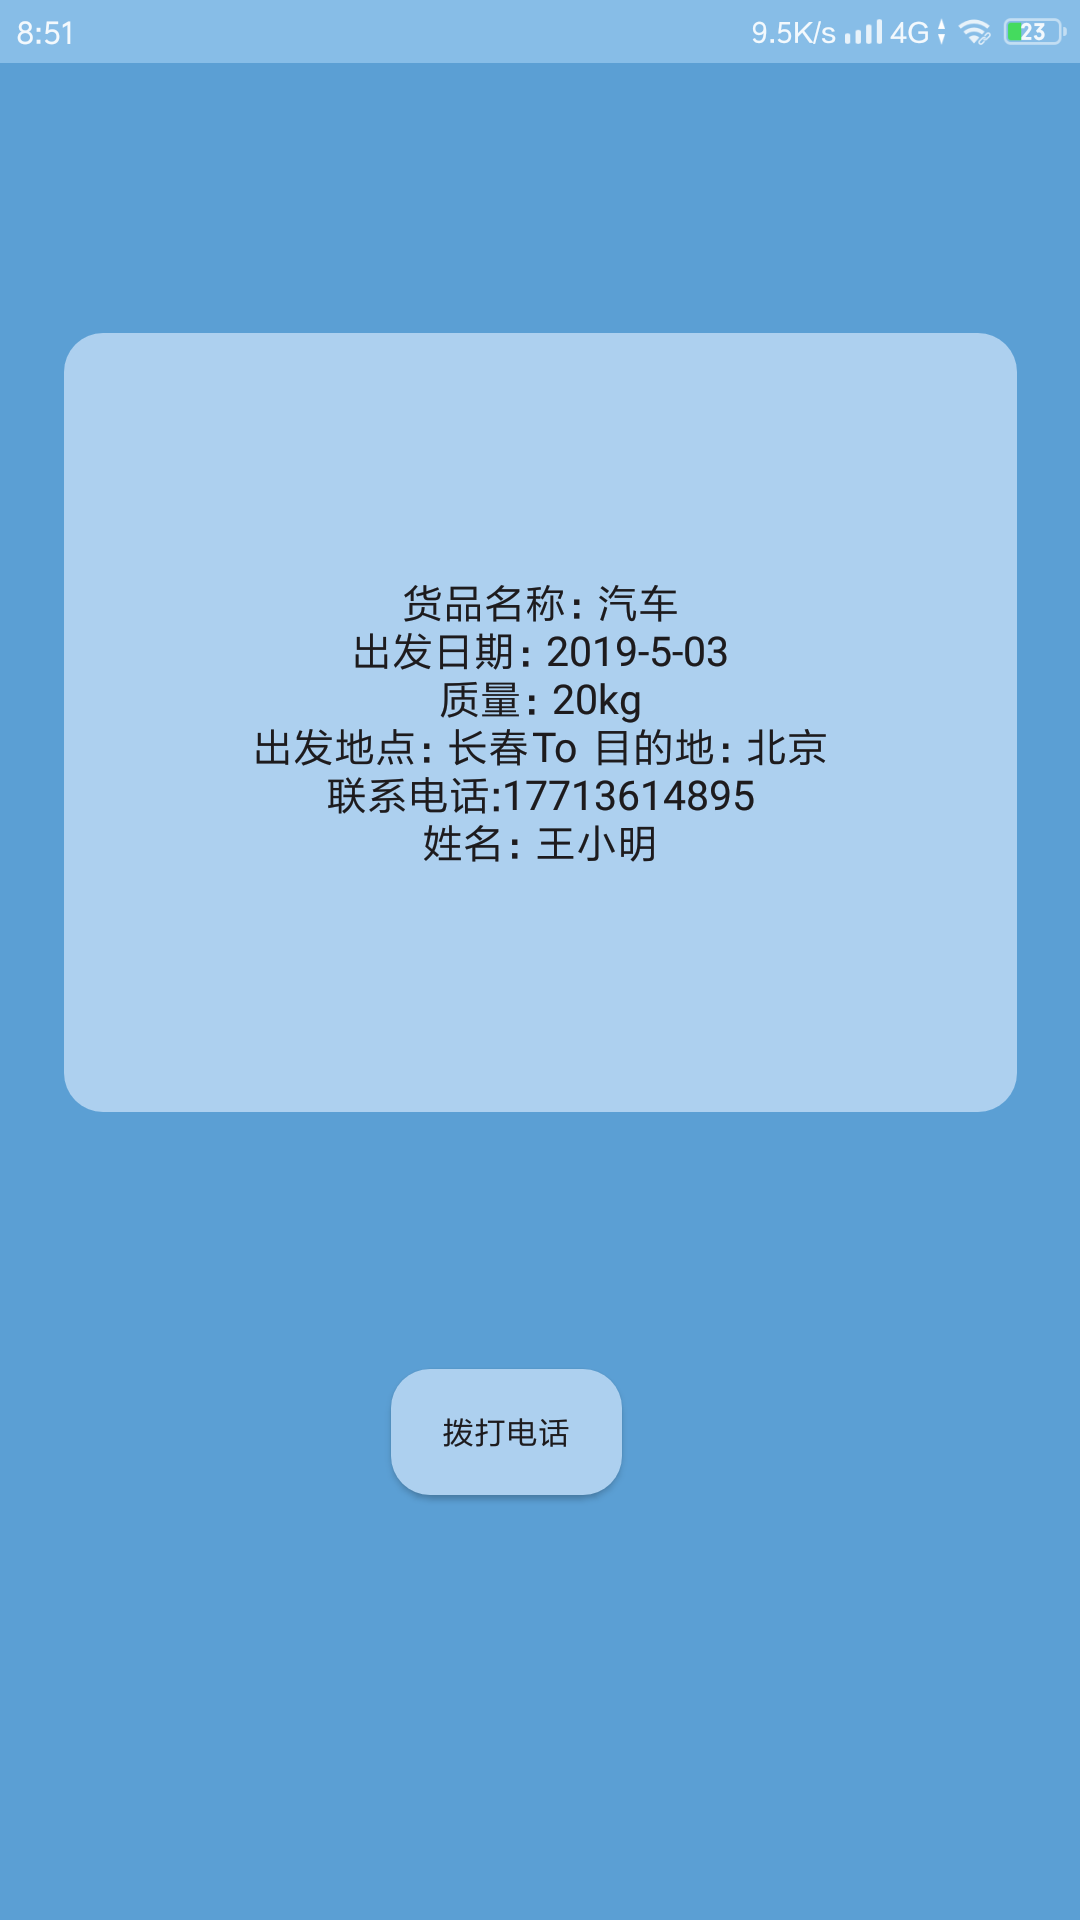 8:51 9.5K/s 4G 23
货品名称：汽车
出发日期：2019-5-03
质量：20kg
出发地点：长春To 目的地：北京
联系电话:17713614895
姓名：王小明
拨打电话